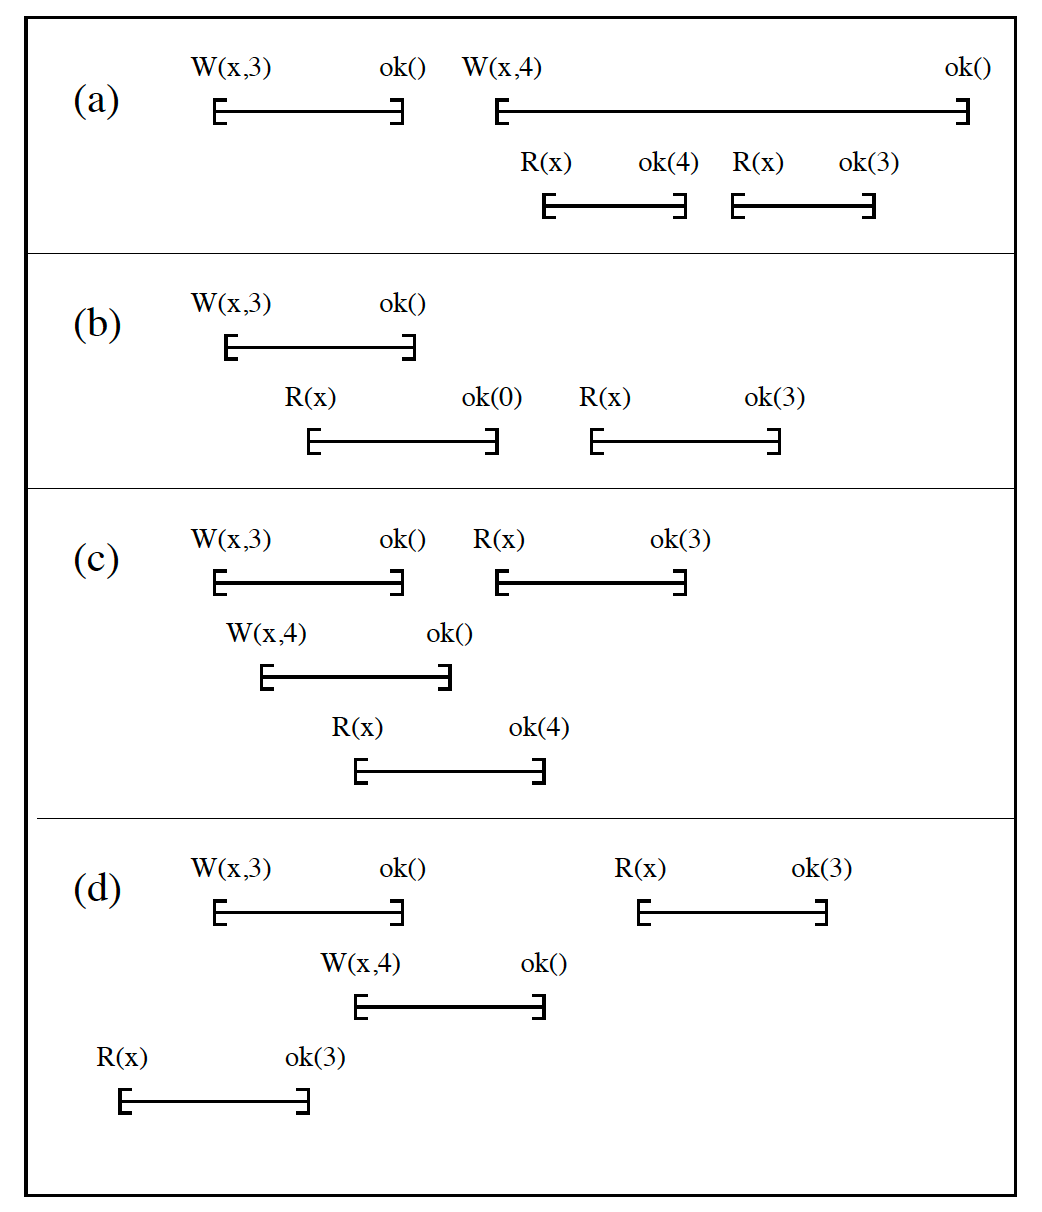 W(x,3) ok() W(x,4) ok()
(a)
R(x) ok(4) R(x) ok(3)
W(x,3) ok()
(b)
R(x) ok(0) R(x) ok(3)
W(x,3) ok() R(x) ok(3)
(c)
W(x,4) ok()
R(x) ok(4)
W(x,3) ok() R(x) ok(3)
(d)
W(x,4) ok()
R(x) ok(3)